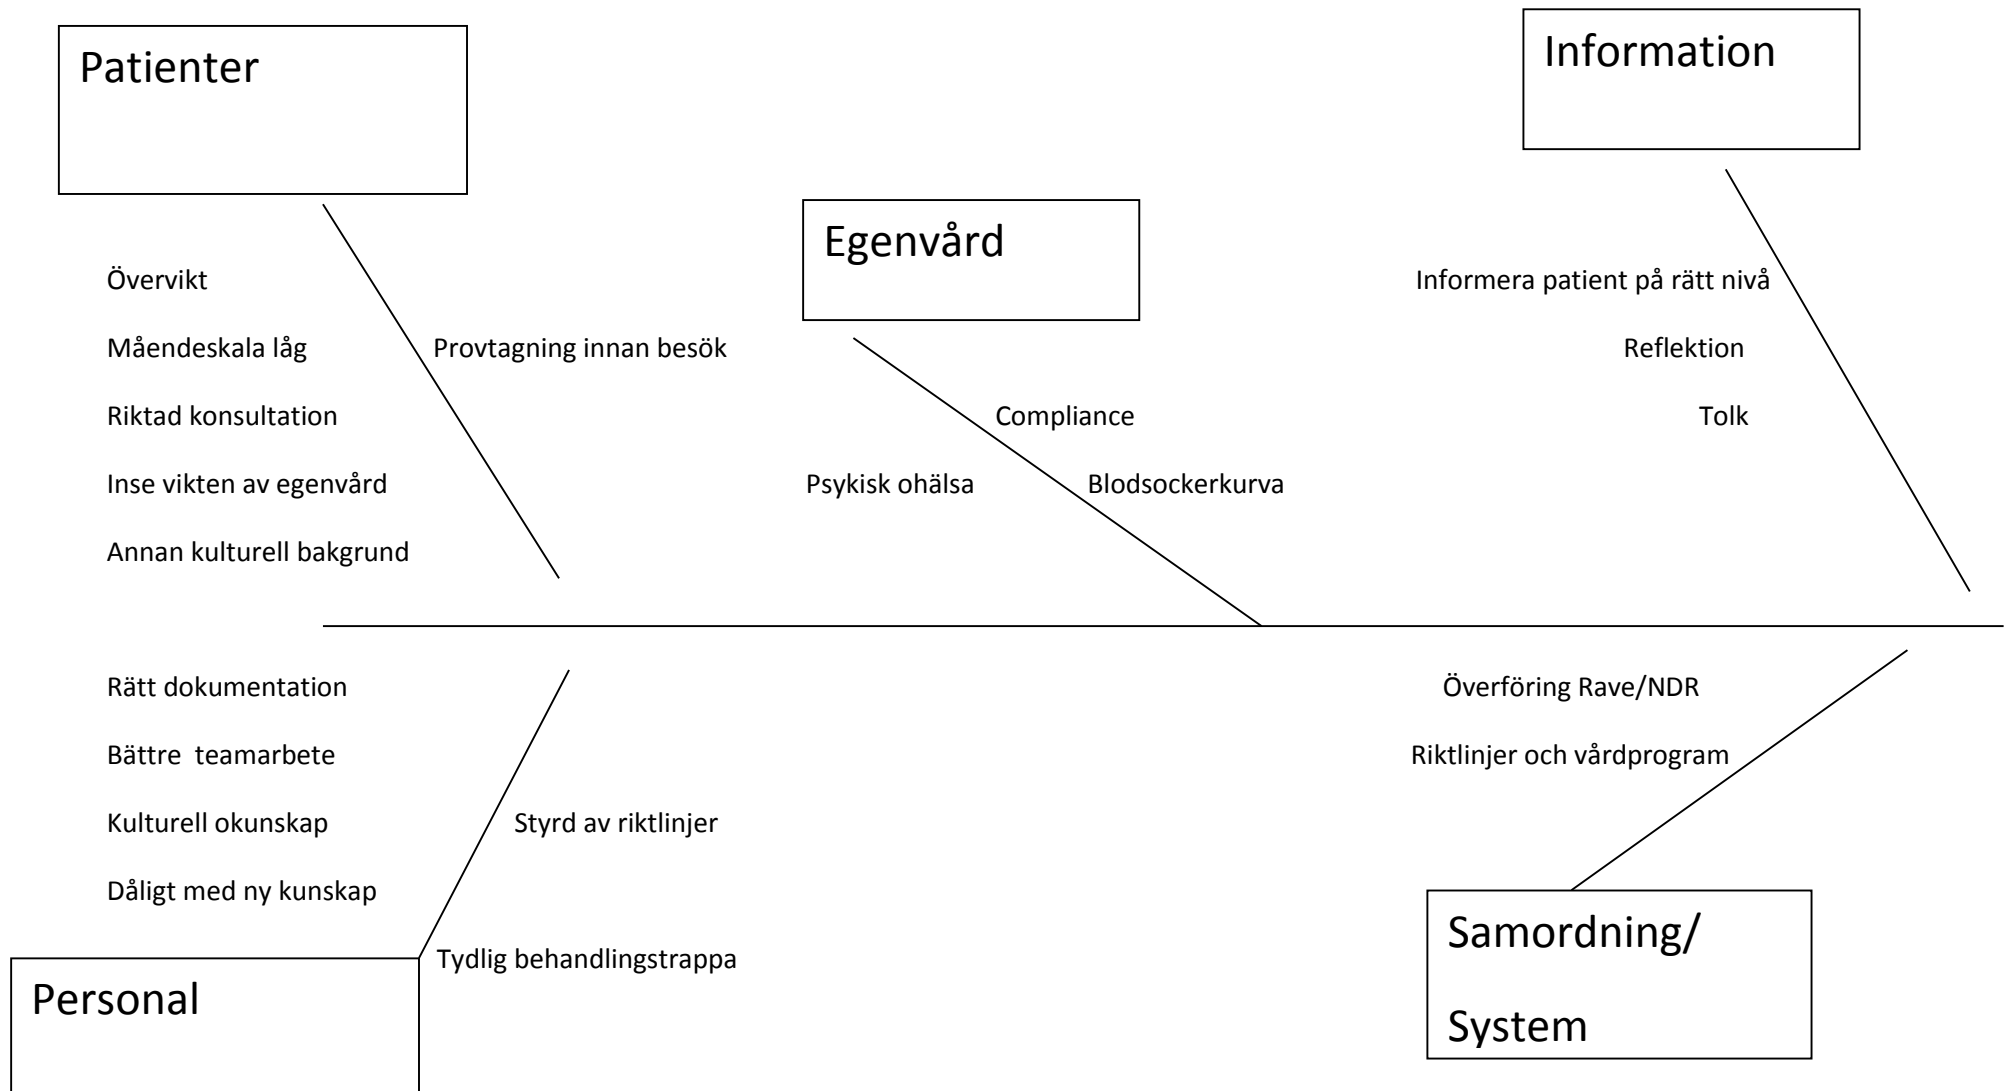 Patienter
Information
Egenvård
Övervikt
Informera patient på rätt nivå
Måendeskala låg
Provtagning innan besök
Reflektion
Riktad konsultation
Compliance
Tolk
Inse vikten av egenvård
Psykisk ohälsa
Blodsockerkurva
Annan kulturell bakgrund
Rätt dokumentation
Överföring Rave/NDR
Bättre teamarbete
Riktlinjer och vårdprogram
Kulturell okunskap
Styrd av riktlinjer
Dåligt med ny kunskap
Tydlig behandlingstrappa
Personal
Samordning/
System